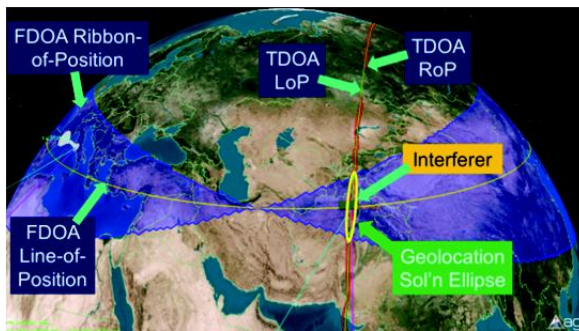 FDOA Ribbon-
of-Position
TDOA
LoP
TDOA
RoP
Interferer
FDOA
Line-of-
Position
Geolocation
Sol'n Ellipse